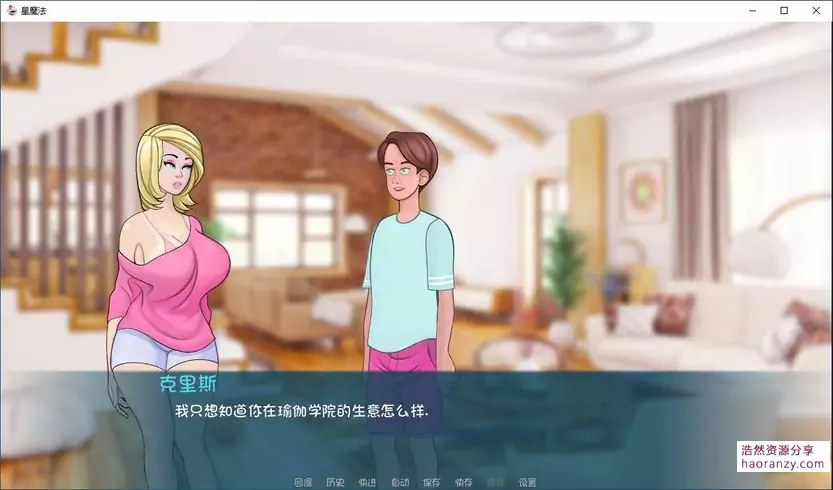 星魔法
克里斯
我只想知道你在瑜伽学院的生意怎么样.
回退 历史 快进 自动 保存 快存 设置
浩然资源分享
haoranzy.com